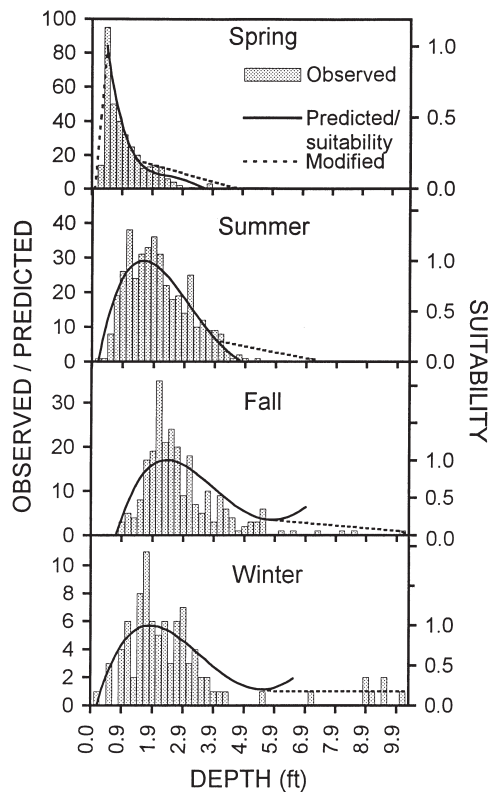 Spring
Observed
Predicted/
suitability
Modified
100
80
60
40
20
0
1.0
0.5
0.0
Summer
40
30
20
10
0
1.0
0.5
0.0
Fall
30
20
10
0
1.0
0.5
0.0
Winter
10
8
6
4
2
0
1.0
0.5
0.0
OBSERVED / PREDICTED
SUITABILITY
0.0 0.9 1.9 2.9 3.9 4.9 5.9 6.9 7.9 8.9 9.9
DEPTH (ft)